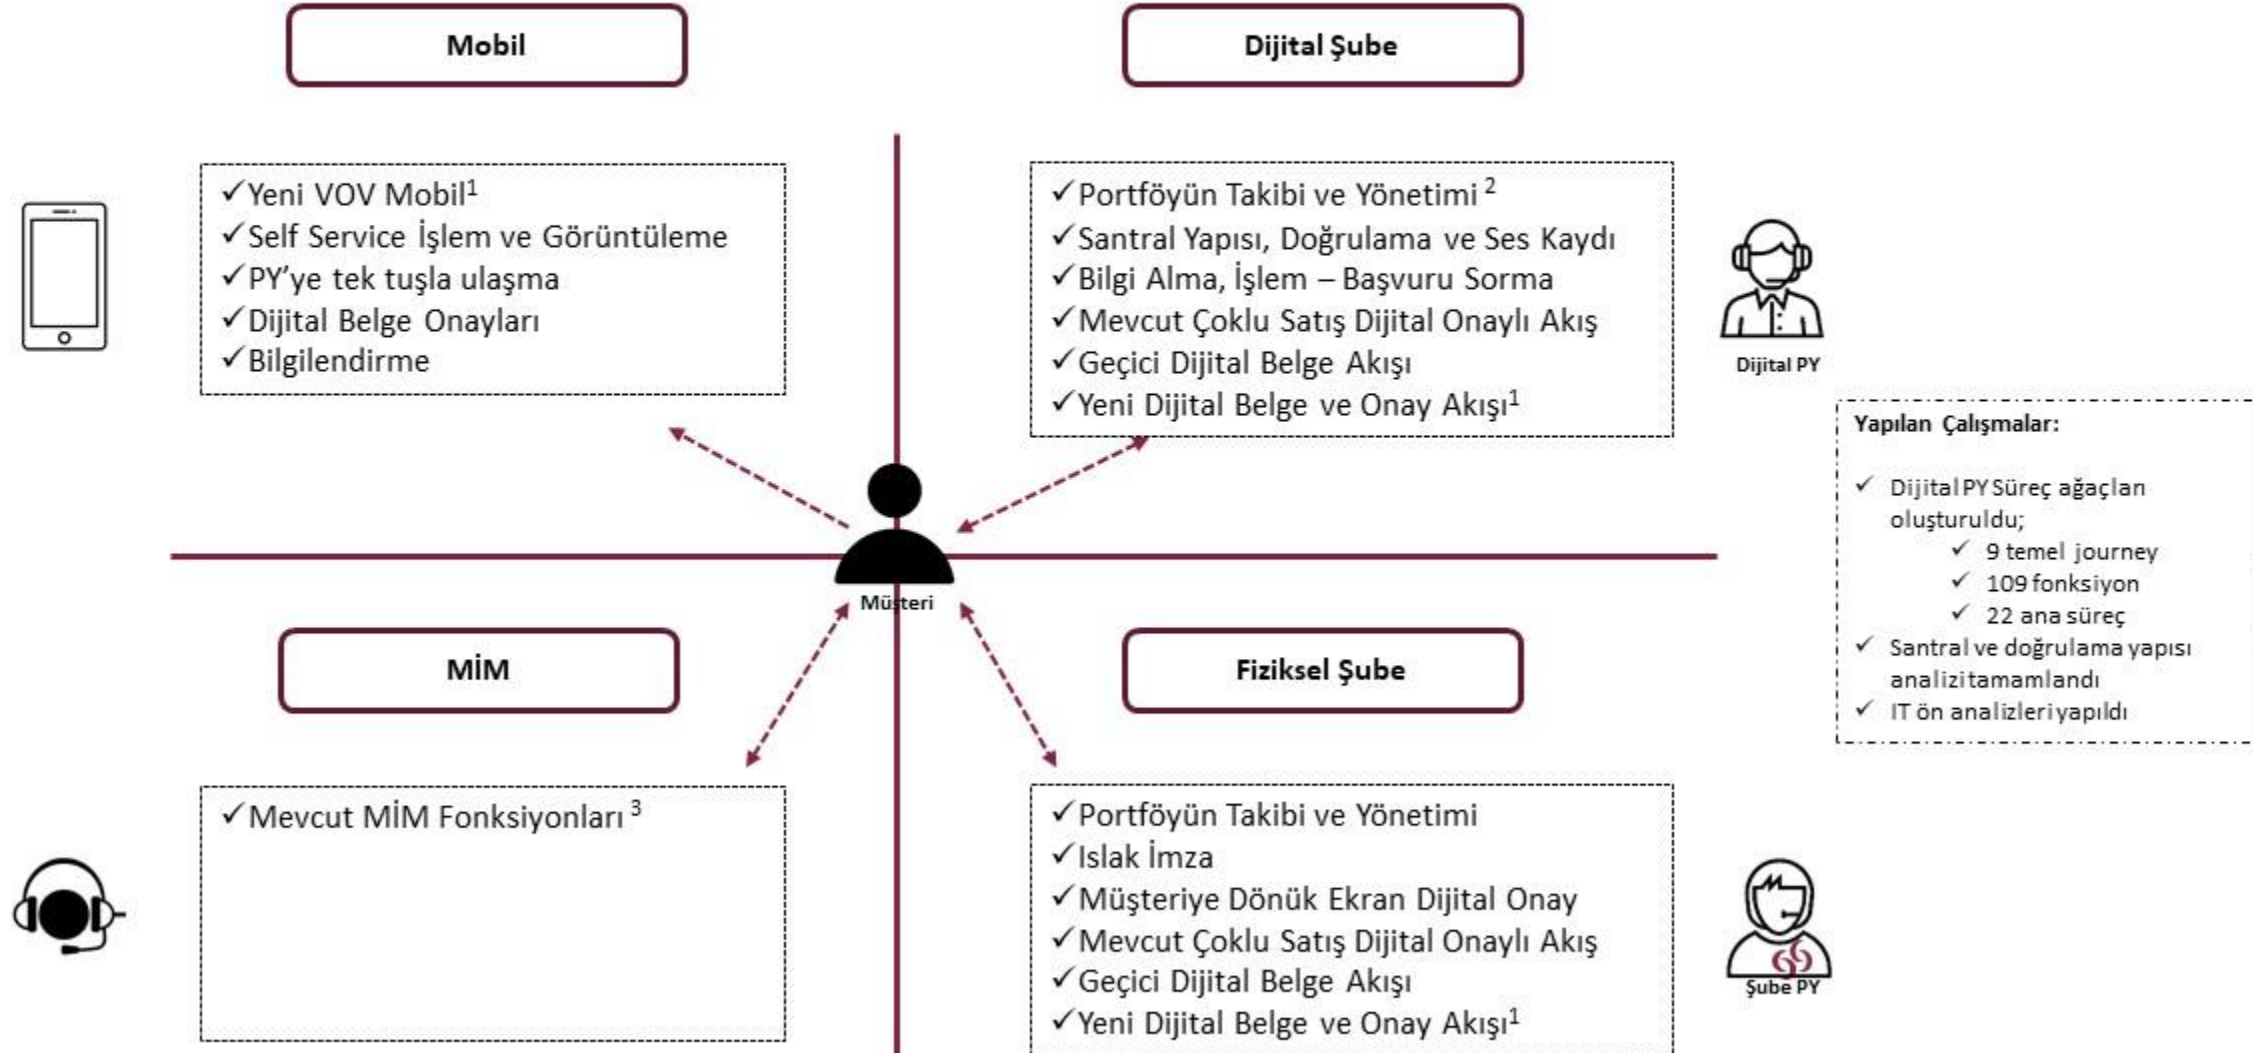 Mobil
Dijital Şube
✓Yeni VOV Mobil¹
✓Self Service İşlem ve Görüntüleme
✓PY’ye tek tuşla ulaşma
✓Dijital Belge Onayları
✓Bilgilendirme
✓Portföyün Takibi ve Yönetimi ²
✓Santral Yapısı, Doğrulama ve Ses Kaydı
✓Bilgi Alma, İşlem – Başvuru Sorma
✓Mevcut Çoklu Satış Dijital Onaylı Akış
✓Geçici Dijital Belge Akışı
✓Yeni Dijital Belge ve Onay Akışı¹
Dijital PY
Yapılan Çalışmalar:
✓ Dijital PY Süreç ağaçlan
oluşturuldu;
✓ 9 temel journey
✓ 109 fonksiyon
✓ 22 ana süreç
✓ Santral ve doğrulama yapısı
analizi tamamlandı
✓ IT ön analizleri yapıldı
Müşteri
MİM
Fiziksel Şube
✓Mevcut MİM Fonksiyonları ³
✓Portföyün Takibi ve Yönetimi
✓Islak İmza
✓Müşteriye Dönük Ekran Dijital Onay
✓Mevcut Çoklu Satış Dijital Onaylı Akış
✓Geçici Dijital Belge Akışı
✓Yeni Dijital Belge ve Onay Akışı¹
Şube PY